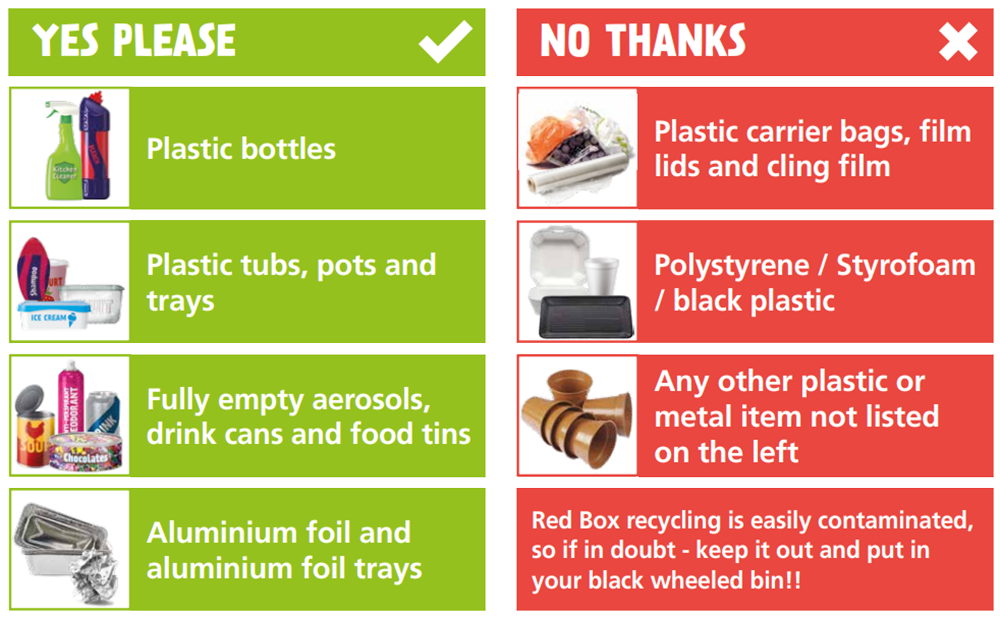 YES PLEASE
Plastic bottles
Kitchen
Cleaner
Plastic tubs, pots and
trays
Shampoo
ICE CREAM
Fully empty aerosols,
drink cans and food tins
SOUP
DEODORANT
Chocolates
Aluminium foil and
aluminium foil trays
NO THANKS
Plastic carrier bags, film
lids and cling film
Polystyrene / Styrofoam
/ black plastic
Any other plastic or
metal item not listed
on the left
Red Box recycling is easily contaminated,
so if in doubt - keep it out and put in
your black wheeled bin!!